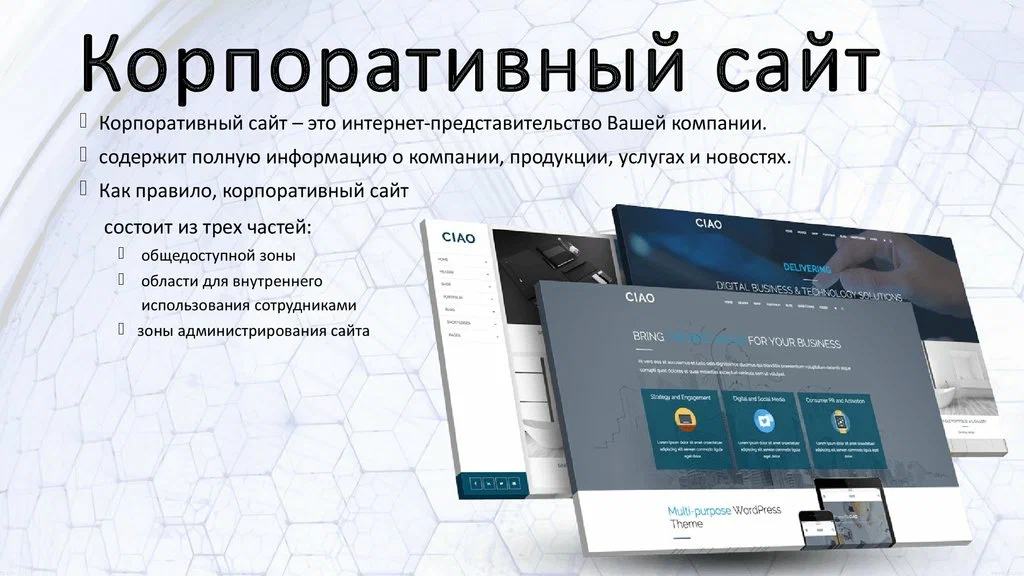 Корпоративный сайт
Корпоративный сайт – это интернет-представительство Вашей компании.
содержит полную информацию о компании, продукции, услугах и новостях.
Как правило, корпоративный сайт
состоит из трех частей:
общедоступной зоны
области для внутреннего
использования сотрудниками
зоны администрирования сайта
CIAO
HOME
HEADER
SHOP
PORTFOLIO
BLOG
SHORTCODES
PAGES
CIAO
DELIVERING
DIGITAL BUSINESS & TECHNOLOGY SOLUTIONS
CIAO
BRING
FOR YOUR BUSINESS
Strategy and Engagement
Digital and Social Media
Consumer PR and Activation
Multi-purpose WordPress
Theme